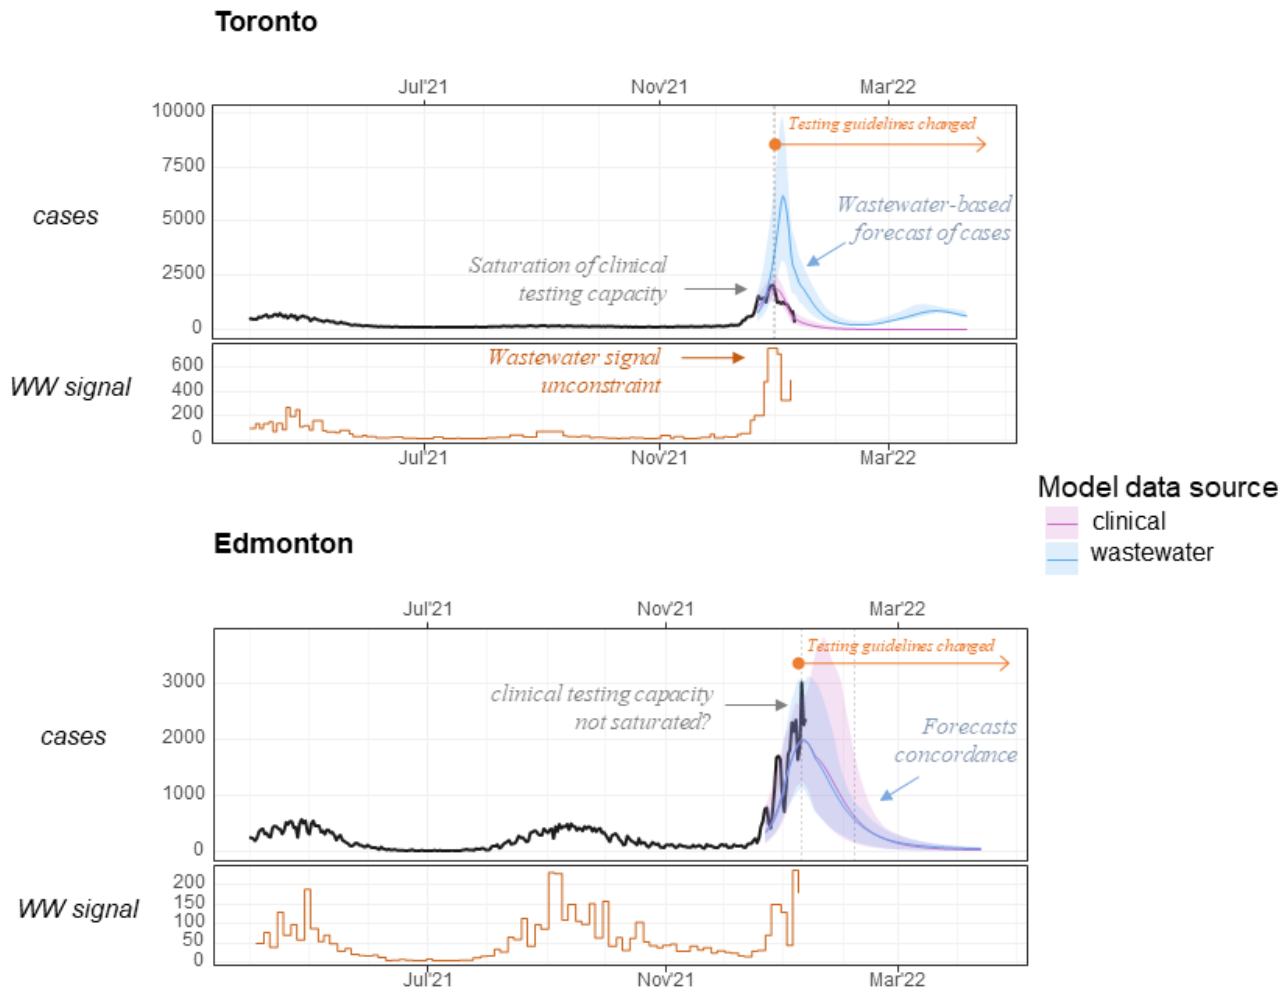 Toronto
Jul'21 Nov'21 Mar'22
10000
Testing guidelines changed
7500
Wastewater-based
forecast of cases
cases
5000
Saturation of clinical
testing capacity
2500
0
Wastewater signal
unconstraint
600
WW signal
400
200
0
Jul'21 Nov'21 Mar'22
Model data source
clinical
wastewater
Edmonton
Jul'21 Nov'21 Mar'22
Testing guidelines changed
3000
clinical testing capacity
not saturated?
Forecasts
concordance
cases
2000
1000
0
200
WW signal
150
100
50
0
Jul'21 Nov'21 Mar'22